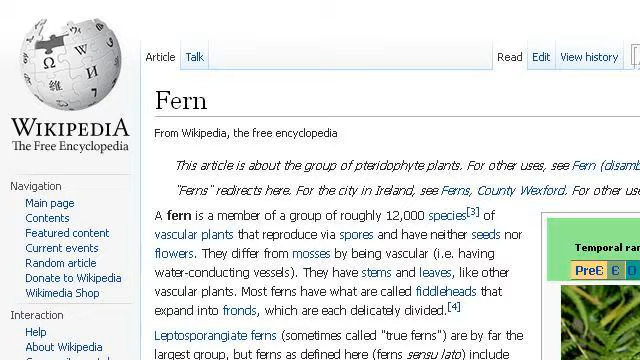 Article Talk Read Edit View history
WIKIPEDIA
The Free Encyclopedia
Fern
From Wikipedia, the free encyclopedia
This article is about the group of pteridophyte plants. For other uses, see Fern (disamb
"Ferns" redirects here. For the city in Ireland, see Ferns, County Wexford. For other use
Navigation
Main page
Contents
Featured content
Current events
Random article
Donate to Wikipedia
Wikimedia Shop
Interaction
Help
About Wikipedia
A fern is a member of a group of roughly 12,000 species[3] of
vascular plants that reproduce via spores and have neither seeds nor
flowers. They differ from mosses by being vascular (i.e. having
water-conducting vessels). They have stems and leaves, like other
vascular plants. Most ferns have what are called fiddleheads that
expand into fronds, which are each delicately divided.[4]
Leptosporangiate ferns (sometimes called "true ferns") are by far the
largest group, but ferns as defined here (ferns sensu lato) include
Temporal ran
PreЄ Є O